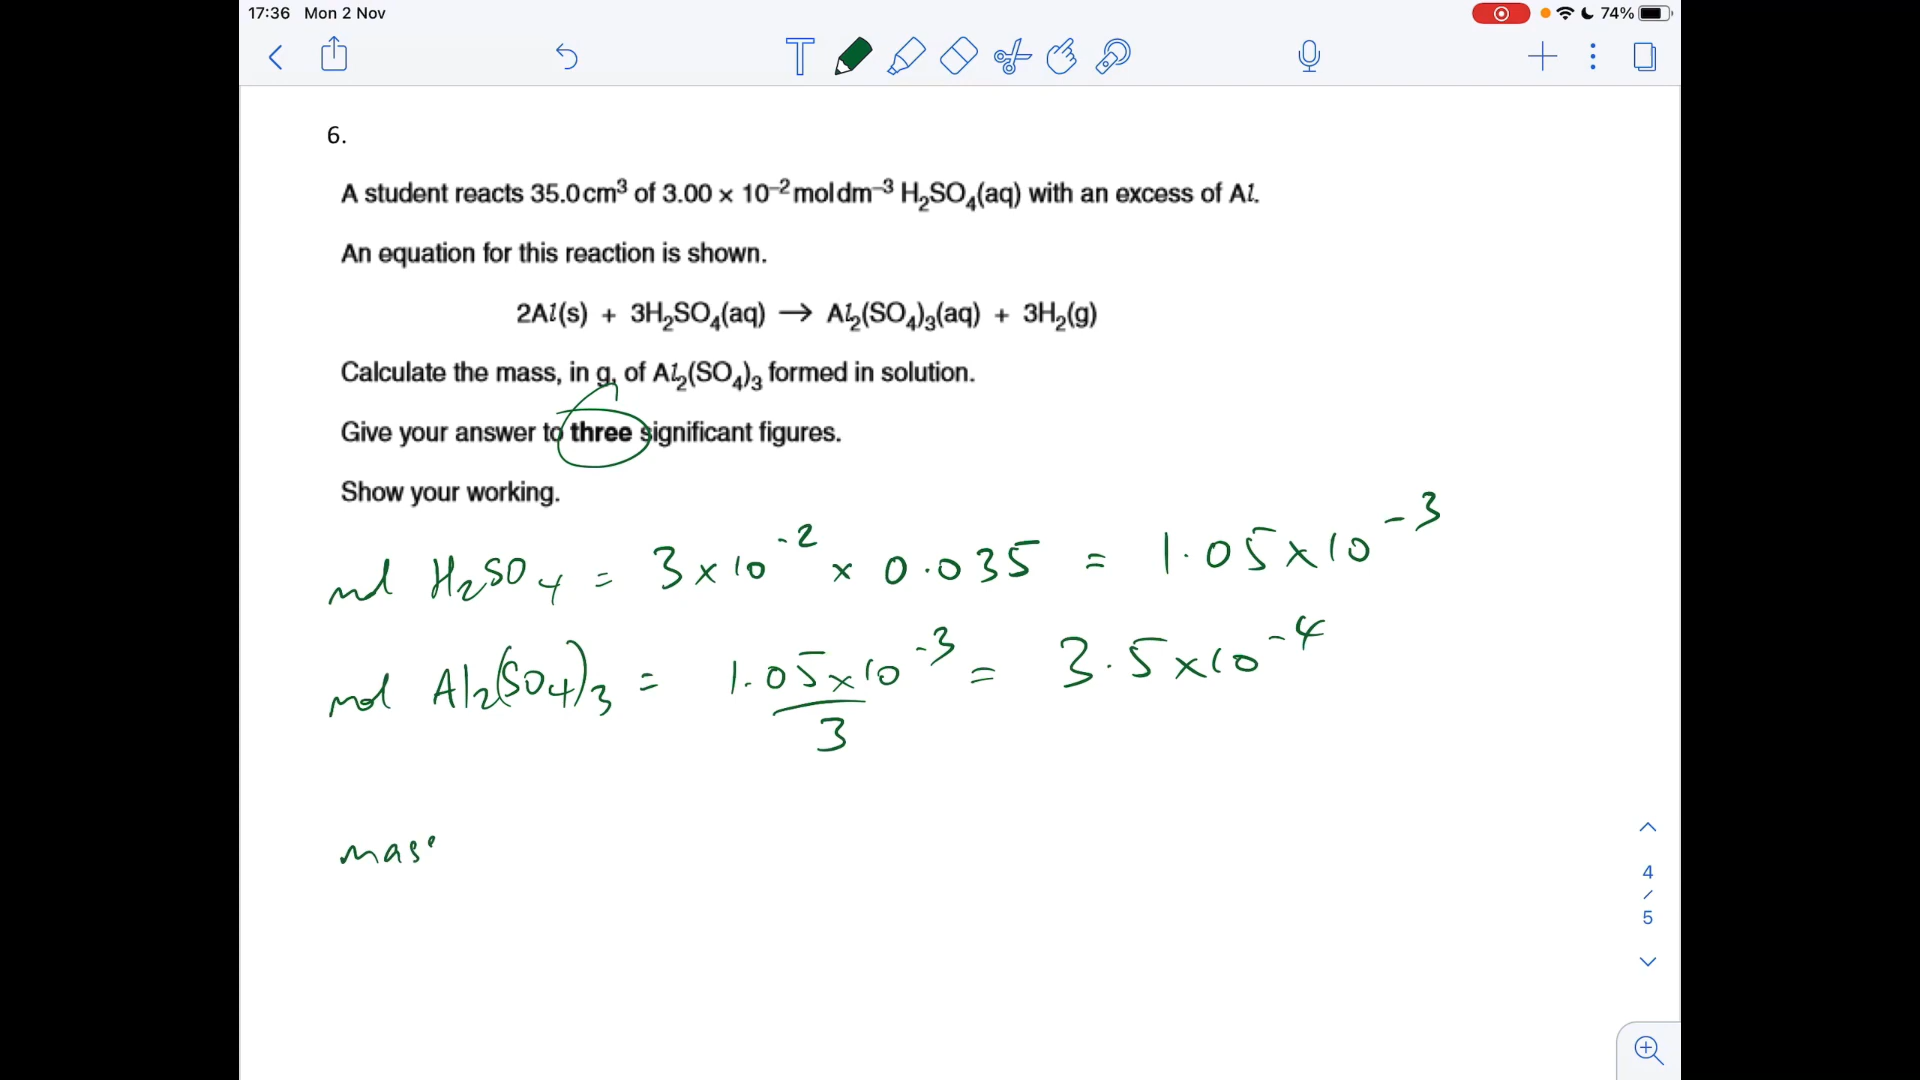 17:36 Mon 2 Nov
74%
6.
A student reacts 35.0 cm³ of 3.00 × 10⁻² mol dm⁻³ H₂SO₄(aq) with an excess of Al.
An equation for this reaction is shown.
2Al(s) + 3H₂SO₄(aq) → Al₂(SO₄)₃(aq) + 3H₂(g)
Calculate the mass, in g, of Al₂(SO₄)₃ formed in solution.
Give your answer to three significant figures.
Show your working.
mol H₂SO₄ = 3 × 10⁻² × 0.035 = 1.05 × 10⁻³
mol Al₂(SO₄)₃ = 1.05 × 10⁻³ / 3 = 3.5 × 10⁻⁴
mas
4
/
5